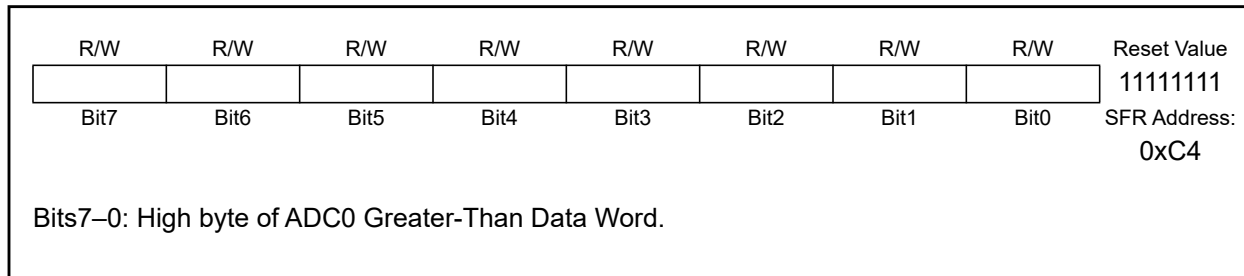 R/W R/W R/W R/W R/W R/W R/W R/W Reset Value
11111111
Bit7 Bit6 Bit5 Bit4 Bit3 Bit2 Bit1 Bit0 SFR Address:
0xC4
Bits7–0: High byte of ADC0 Greater-Than Data Word.